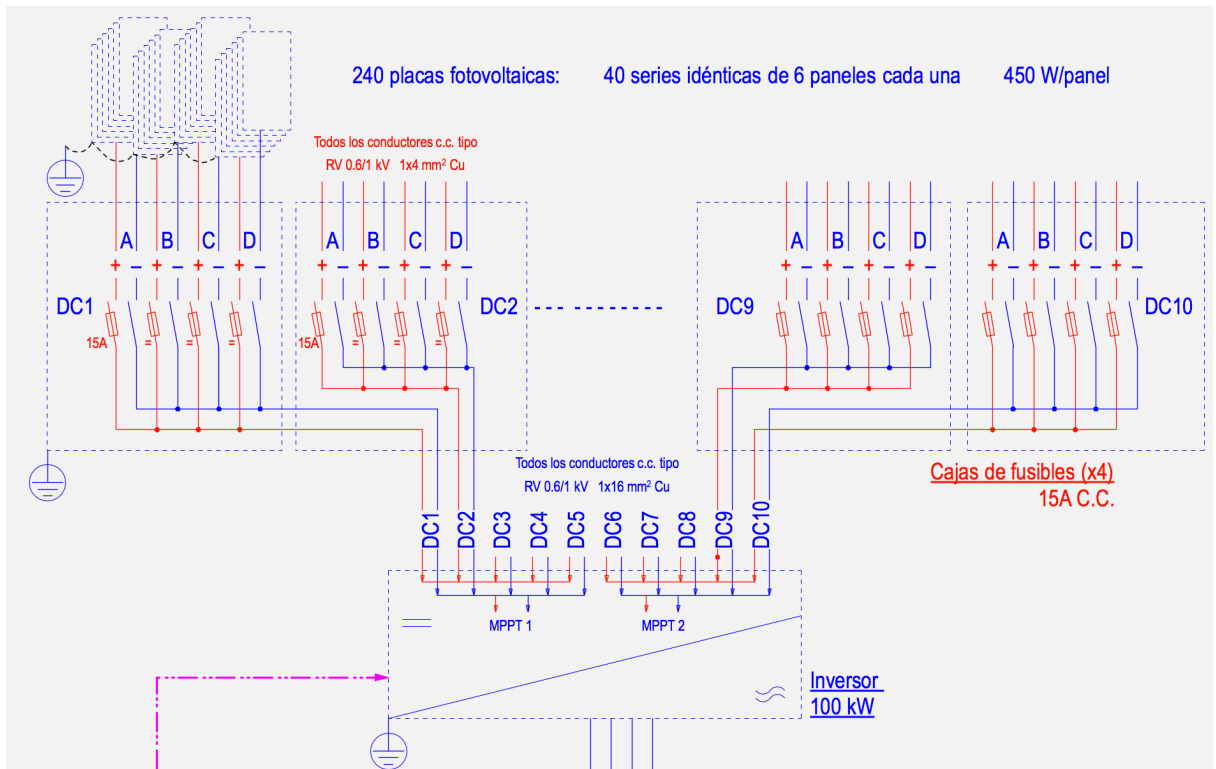 240 placas fotovoltaicas: 40 series idénticas de 6 paneles cada una 450 W/panel
Todos los conductores c.c. tipo
RV 0.6/1 kV 1x4 mm² Cu
A B C D A B C D A B C D A B C D
+ − + − + − + − + − + − + − + − + − + − + − + − + − + − + − + −
DC1 DC2 DC9 DC10
15A = = = 15A = = =
Todos los conductores c.c. tipo
RV 0.6/1 kV 1x16 mm² Cu
Cajas de fusibles (x4)
15A C.C.
DC1 DC2 DC3 DC4 DC5 DC6 DC7 DC8 DC9 DC10
MPPT 1 MPPT 2
Inversor
100 kW